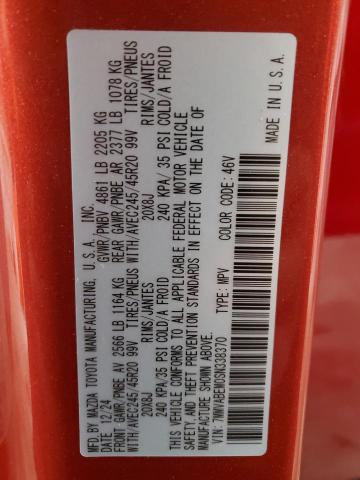 MFD. BY MAZDA TOYOTA MANUFACTURING, U.S.A. INC.
DATE: 12/24 GVWR/PNBV 4861 LB 2205 KG
FRONT GAWR/PNBE AV 2566 LB 1164 KG REAR GAWR/PNBE AR 2377 LB 1078 KG
WITH/AVEC245/45R20 99V TIRES/PNEUS WITH/AVEC245/45R20 99V TIRES/PNEUS
20X8J RIMS/JANTES 20X8J RIMS/JANTES
240 KPA/35 PSI COLD/A FROID 240 KPA/ 35 PSI COLD/A FROID
THIS VEHICLE CONFORMS TO ALL APPLICABLE FEDERAL MOTOR VEHICLE
SAFETY, AND THEFT PREVENTION STANDARDS IN EFFECT ON THE DATE OF
MANUFACTURE SHOWN ABOVE.
VIN: 7MMVABEM0SN338370 TYPE: MPV COLOR CODE: 46V
MADE IN U.S.A.